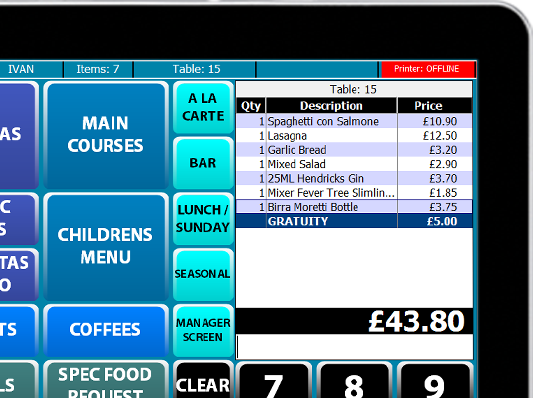 IVAN Items: 7 Table: 15 Printer: OFFLINE
Table: 15
Qty Description Price
1 Spaghetti con Salmone £10.90
1 Lasagna £12.50
1 Garlic Bread £3.20
1 Mixed Salad £2.90
1 25ML Hendricks Gin £3.70
1 Mixer Fever Tree Slimlin... £1.85
1 Birra Moretti Bottle £3.75
GRATUITY £5.00
£43.80
AS
MAIN
COURSES
A LA
CARTE
BAR
C
S
TAS
O
CHILDRENS
MENU
LUNCH /
SUNDAY
SEASONAL
TS
COFFEES
MANAGER
SCREEN
LS
SPEC FOOD
REQUEST
CLEAR
7 8 9